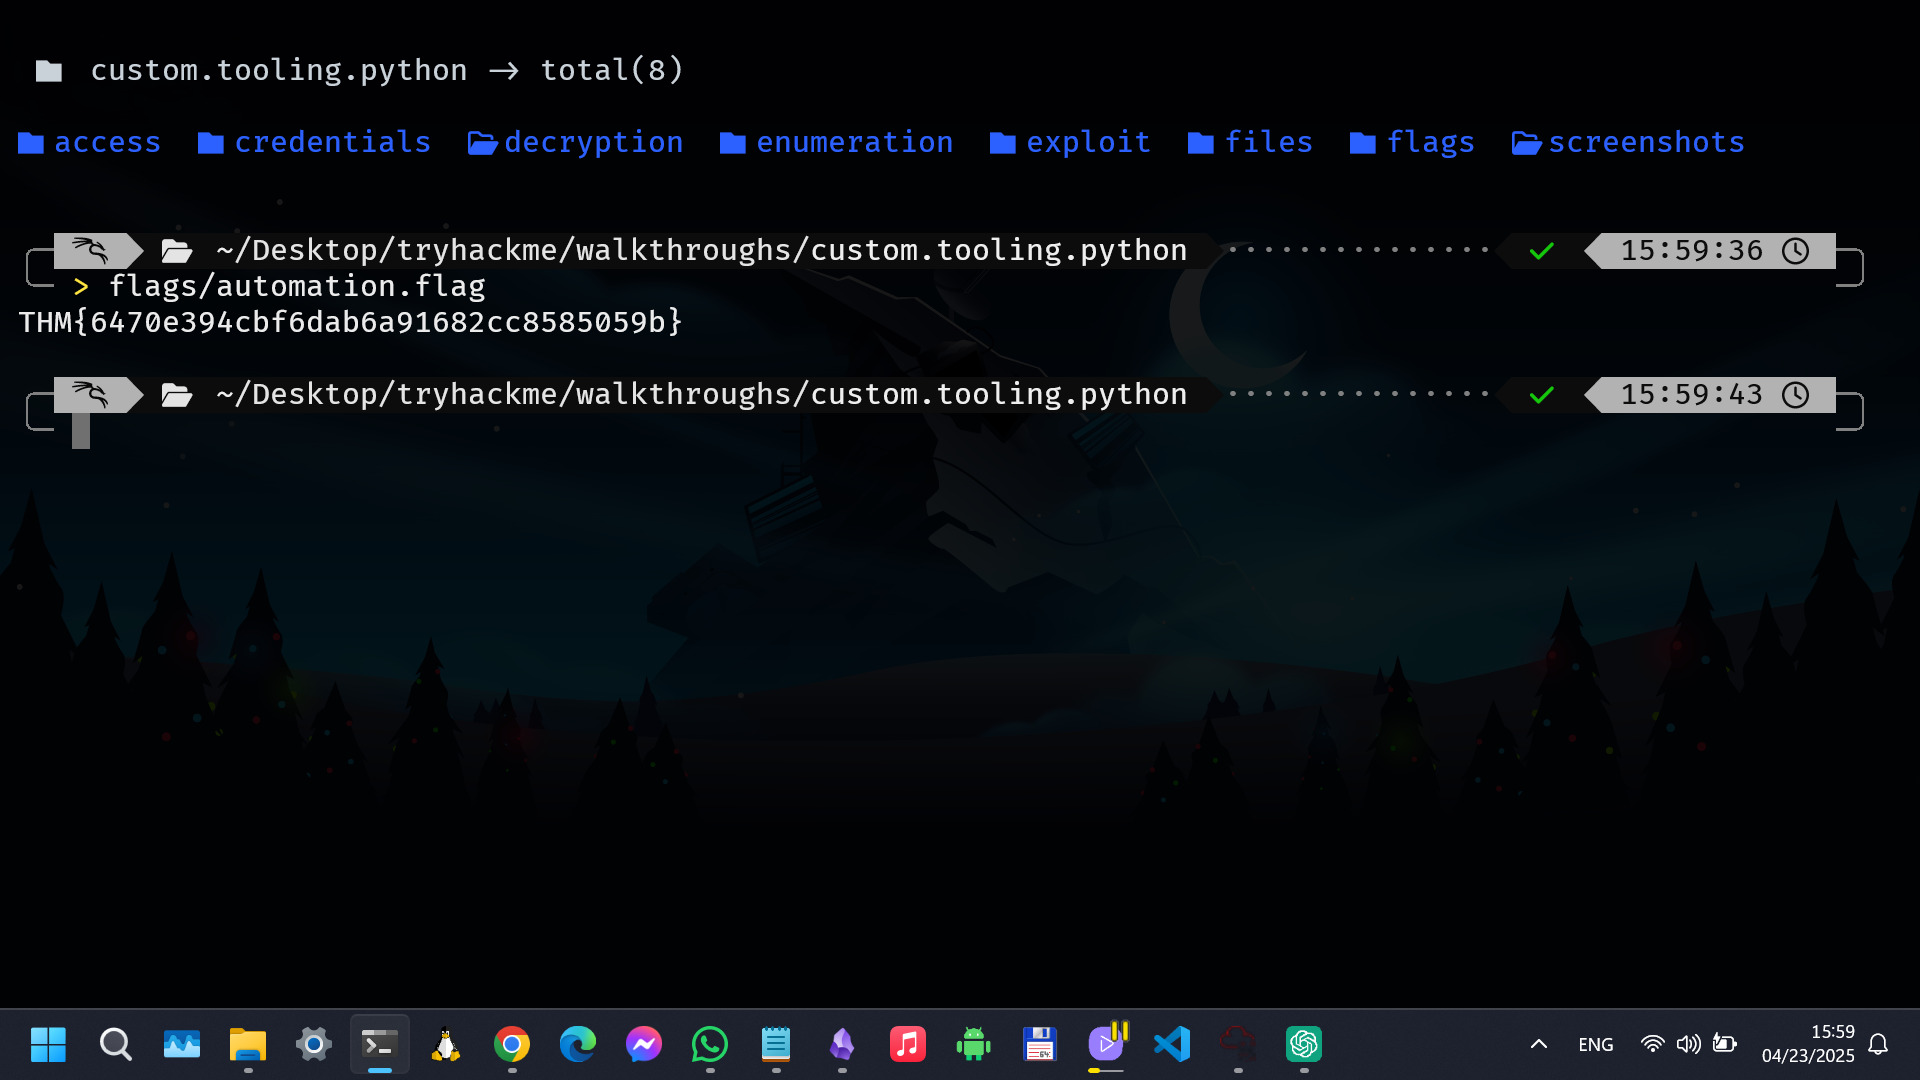 custom.tooling.python → total(8)
access credentials decryption enumeration exploit files flags screenshots
~/Desktop/tryhackme/walkthroughs/custom.tooling.python ✓ 15:59:36
> flags/automation.flag
THM{6470e394cbf6dab6a91682cc8585059b}
~/Desktop/tryhackme/walkthroughs/custom.tooling.python ✓ 15:59:43
64
ENG
15:59
04/23/2025